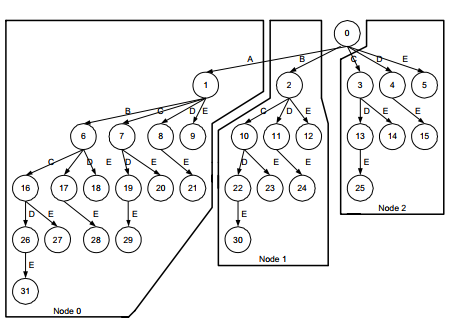 0
A B C D E
1 2 3 4 5
B C D E C D E D E E
6 7 8 9 10 11 12 13 14 15
C D E D E E D E E E
16 17 18 19 20 21 22 23 24 25
D E E E E
26 27 28 29 30
Node 2
E
Node 1
31
Node 0